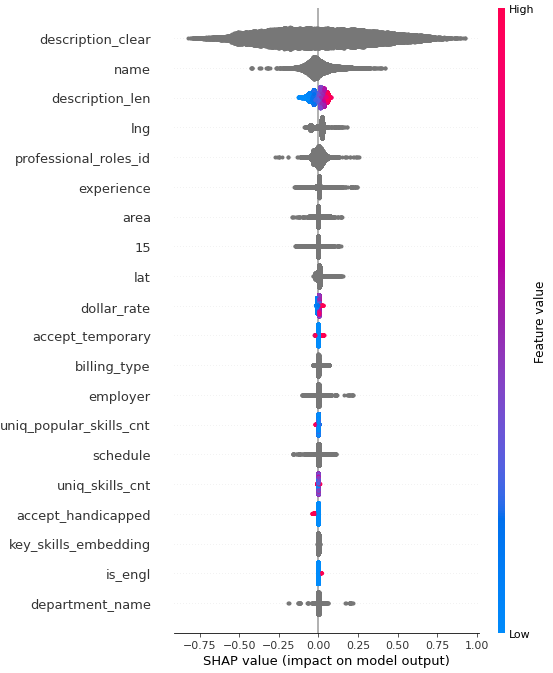 High
description_clear
name
description_len
lng
professional_roles_id
experience
area
15
lat
dollar_rate
accept_temporary
billing_type
employer
uniq_popular_skills_cnt
schedule
uniq_skills_cnt
accept_handicapped
key_skills_embedding
is_engl
department_name
Feature value
Low
−0.75 −0.50 −0.25 0.00 0.25 0.50 0.75 1.00
SHAP value (impact on model output)